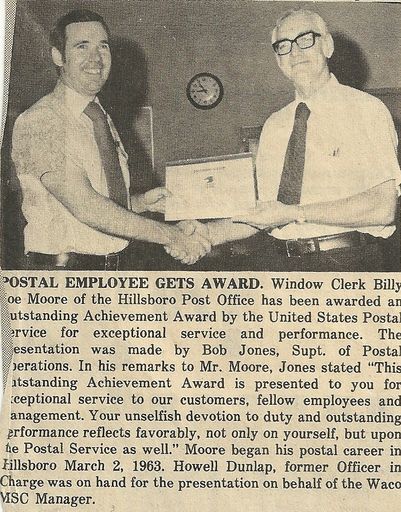 POSTAL EMPLOYEE GETS AWARD. Window Clerk Billy
oe Moore of the Hillsboro Post Office has been awarded an
utstanding Achievement Award by the United States Postal
ervice for exceptional service and performance. The
esentation was made by Bob Jones, Supt. of Postal
perations. In his remarks to Mr. Moore, Jones stated "This
utstanding Achievement Award is presented to you for
xceptional service to our customers, fellow employees and
anagement. Your unselfish devotion to duty and outstanding
erformance reflects favorably, not only on yourself, but upon
he Postal Service as well." Moore began his postal career in
Hillsboro March 2, 1963. Howell Dunlap, former Officer in
Charge was on hand for the presentation on behalf of the Waco
MSC Manager.